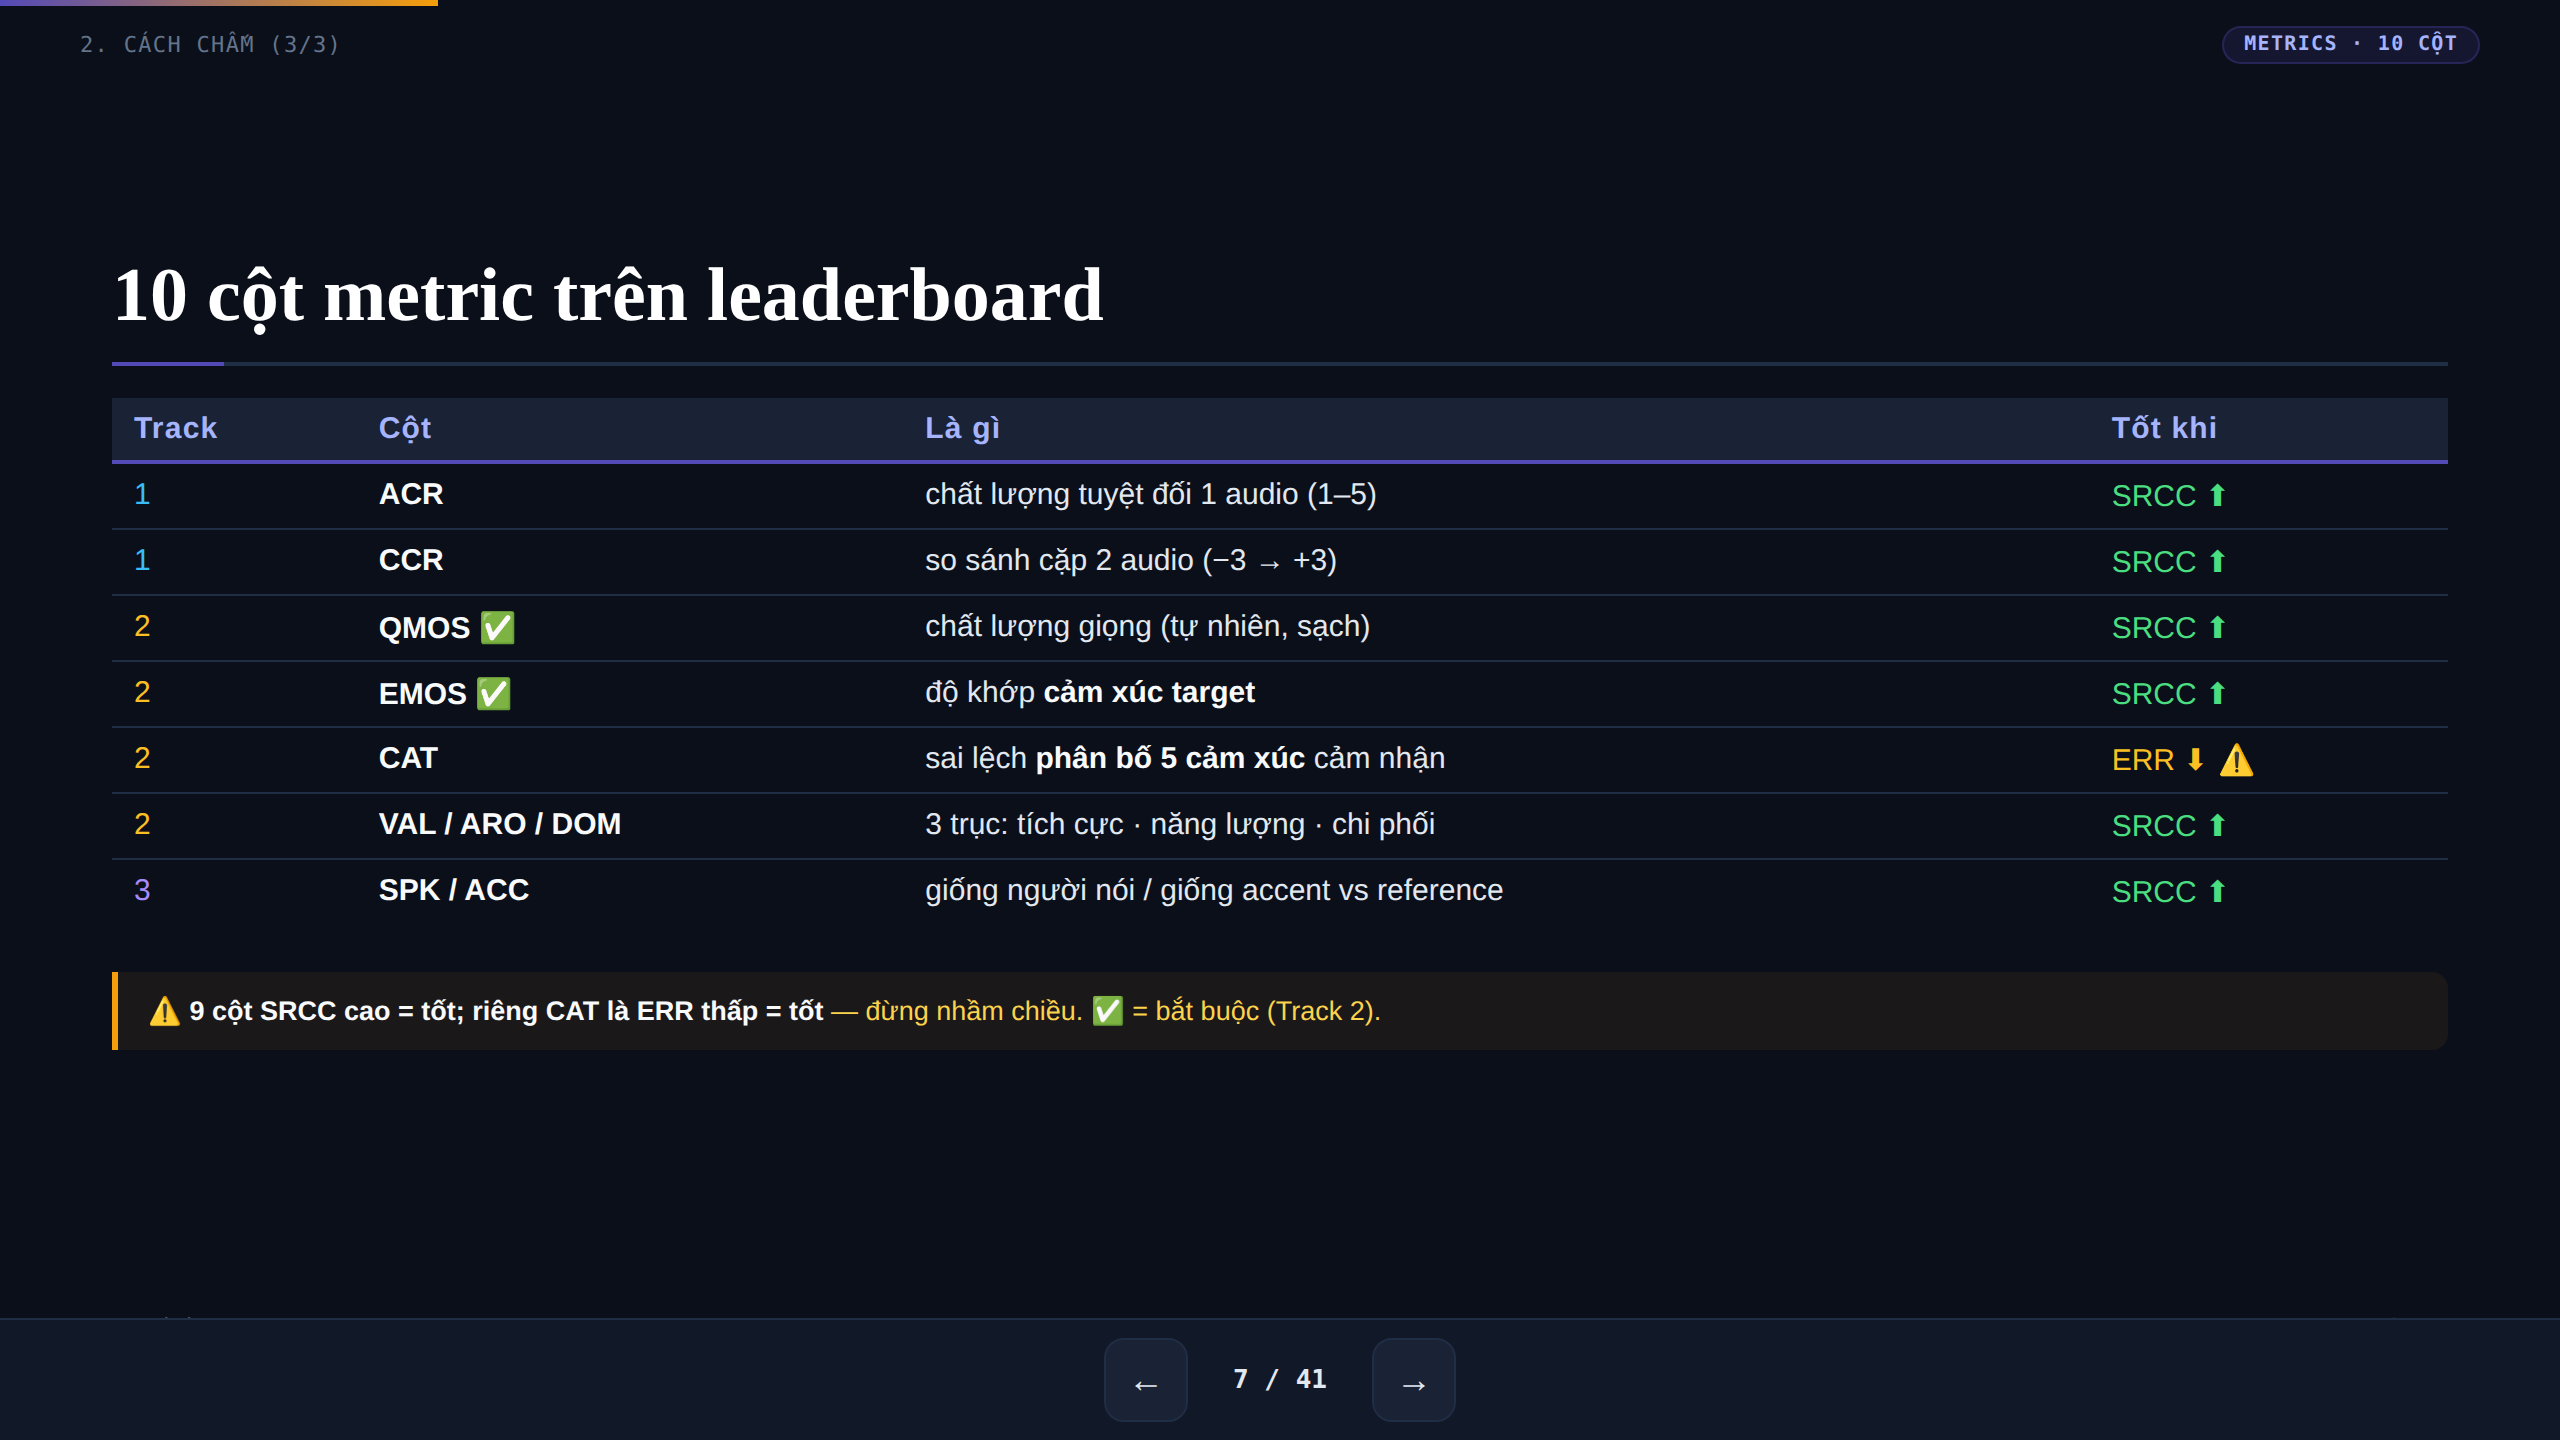 2. CÁCH CHẤM (3/3)
METRICS · 10 CỘT
10 cột metric trên leaderboard
Track Cột Là gì Tốt khi
1 ACR chất lượng tuyệt đối 1 audio (1–5) SRCC ⬆
1 CCR so sánh cặp 2 audio (−3 → +3) SRCC ⬆
2 QMOS ✅ chất lượng giọng (tự nhiên, sạch) SRCC ⬆
2 EMOS ✅ độ khớp cảm xúc target SRCC ⬆
2 CAT sai lệch phân bố 5 cảm xúc cảm nhận ERR ⬇ ⚠️
2 VAL / ARO / DOM 3 trục: tích cực · năng lượng · chi phối SRCC ⬆
3 SPK / ACC giống người nói / giống accent vs reference SRCC ⬆
⚠️ 9 cột SRCC cao = tốt; riêng CAT là ERR thấp = tốt — đừng nhầm chiều. ✅ = bắt buộc (Track 2).
← 7 / 41 →